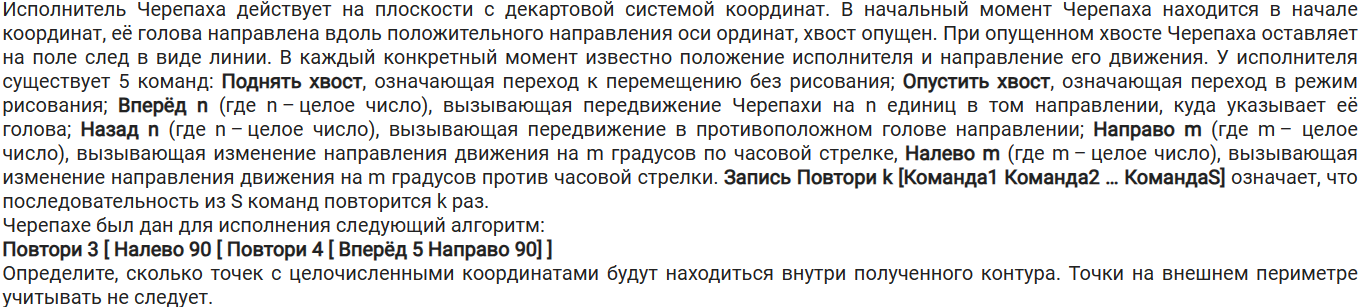 Исполнитель Черепаха действует на плоскости с декартовой системой координат. В начальный момент Черепаха находится в начале
координат, её голова направлена вдоль положительного направления оси ординат, хвост опущен. При опущенном хвосте Черепаха оставляет
на поле след в виде линии. В каждый конкретный момент известно положение исполнителя и направление его движения. У исполнителя
существует 5 команд: Поднять хвост, означающая переход к перемещению без рисования; Опустить хвост, означающая переход в режим
рисования; Вперёд n (где n – целое число), вызывающая передвижение Черепахи на n единиц в том направлении, куда указывает её
голова; Назад n (где n – целое число), вызывающая передвижение в противоположном голове направлении; Направо m (где m – целое
число), вызывающая изменение направления движения на m градусов по часовой стрелке, Налево m (где m – целое число), вызывающая
изменение направления движения на m градусов против часовой стрелки. Запись Повтори k [Команда1 Команда2 … КомандаS] означает, что
последовательность из S команд повторится k раз.
Черепахе был дан для исполнения следующий алгоритм:
Повтори 3 [ Налево 90 [ Повтори 4 [ Вперёд 5 Направо 90] ]
Определите, сколько точек с целочисленными координатами будут находиться внутри полученного контура. Точки на внешнем периметре
учитывать не следует.